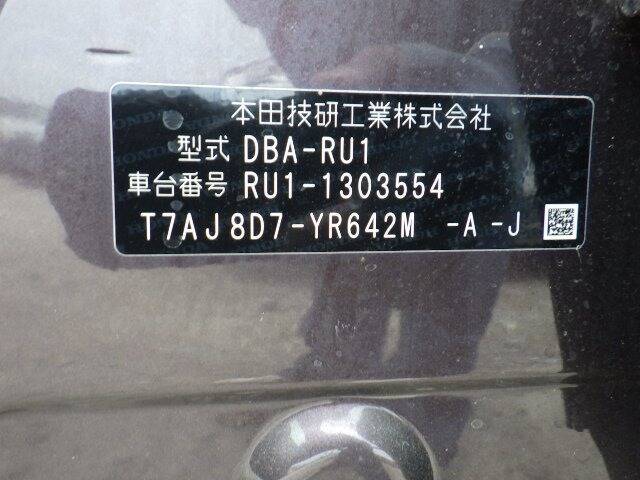 本田技研工業株式会社
型式 DBA-RU1
車台番号 RU1-1303554
T7AJ8D7-YR642M -A -J